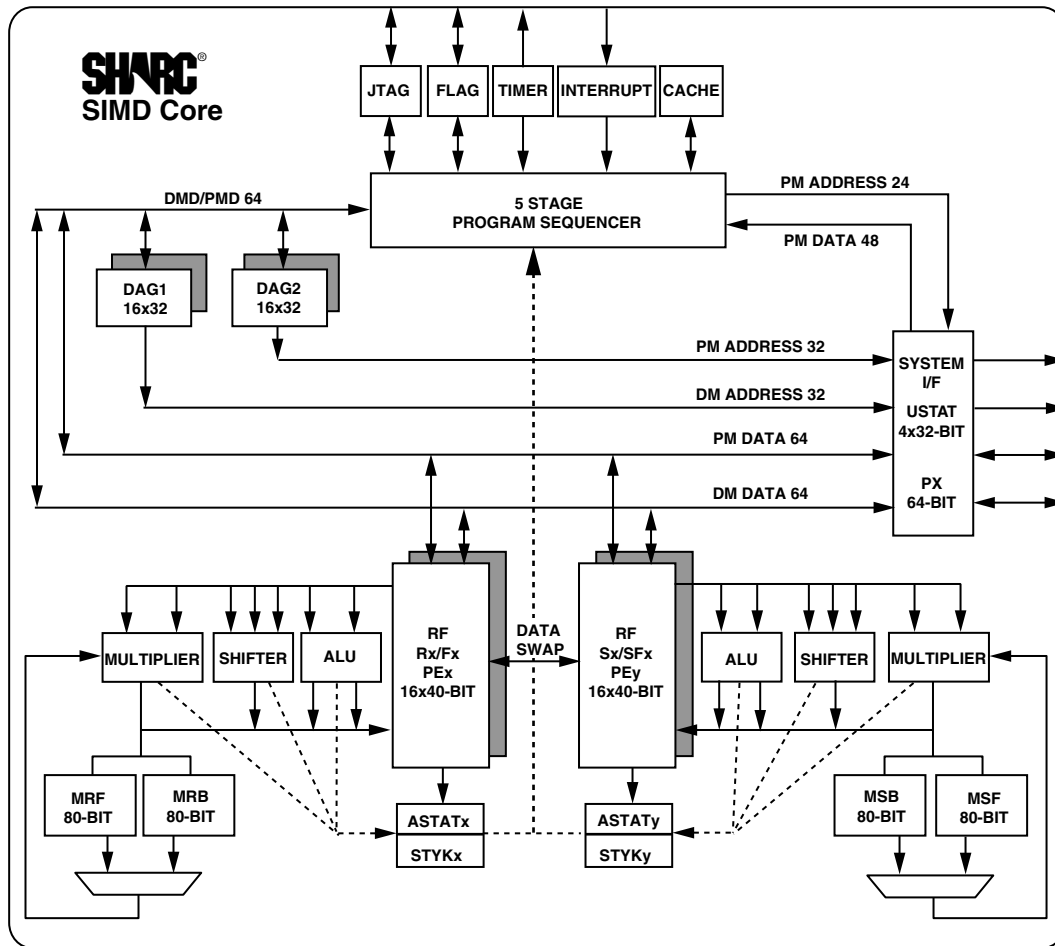 SHARC®
SIMD Core
JTAG
FLAG
TIMER
INTERRUPT
CACHE
5 STAGE
PROGRAM SEQUENCER
DMD/PMD 64
PM ADDRESS 24
PM DATA 48
DAG1
16x32
DAG2
16x32
PM ADDRESS 32
DM ADDRESS 32
PM DATA 64
DM DATA 64
SYSTEM
I/F
USTAT
4x32-BIT
PX
64-BIT
MULTIPLIER
SHIFTER
ALU
RF
Rx/Fx
PEx
16x40-BIT
DATA
SWAP
RF
Sx/SFx
PEy
16x40-BIT
ALU
SHIFTER
MULTIPLIER
MRF
80-BIT
MRB
80-BIT
ASTATx
STYKx
ASTATy
STYKy
MSB
80-BIT
MSF
80-BIT